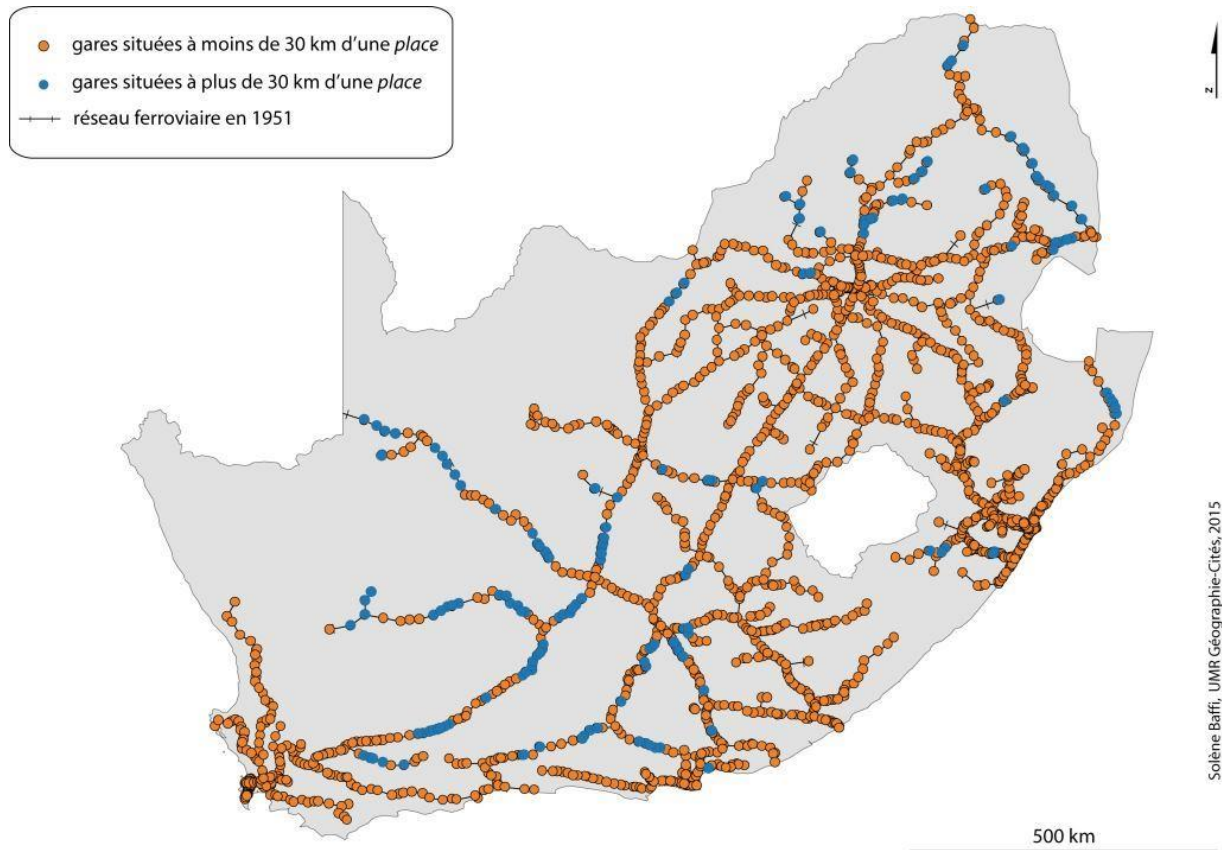 gares situées à moins de 30 km d'une place
gares situées à plus de 30 km d'une place
réseau ferroviaire en 1951
z
500 km
Solène Baffi, UMR Géographie-Cités, 2015